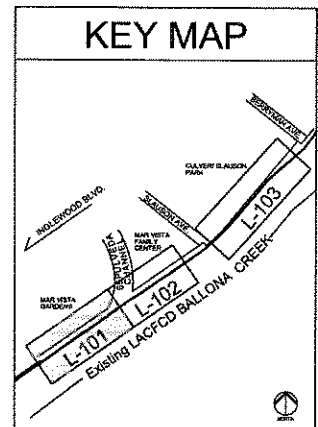 KEY MAP
BERRYMAN AVE.
CULVERT SLAUSON
PARK
SLAUSON AVE.
L-103
INGLEWOOD BLVD.
MAR VISTA
FAMILY
CENTER
SEPULVEDA
CHANNEL
MAR VISTA
GARDENS
L-102
L-101
Existing LACFCD BALLONA CREEK
NORTH